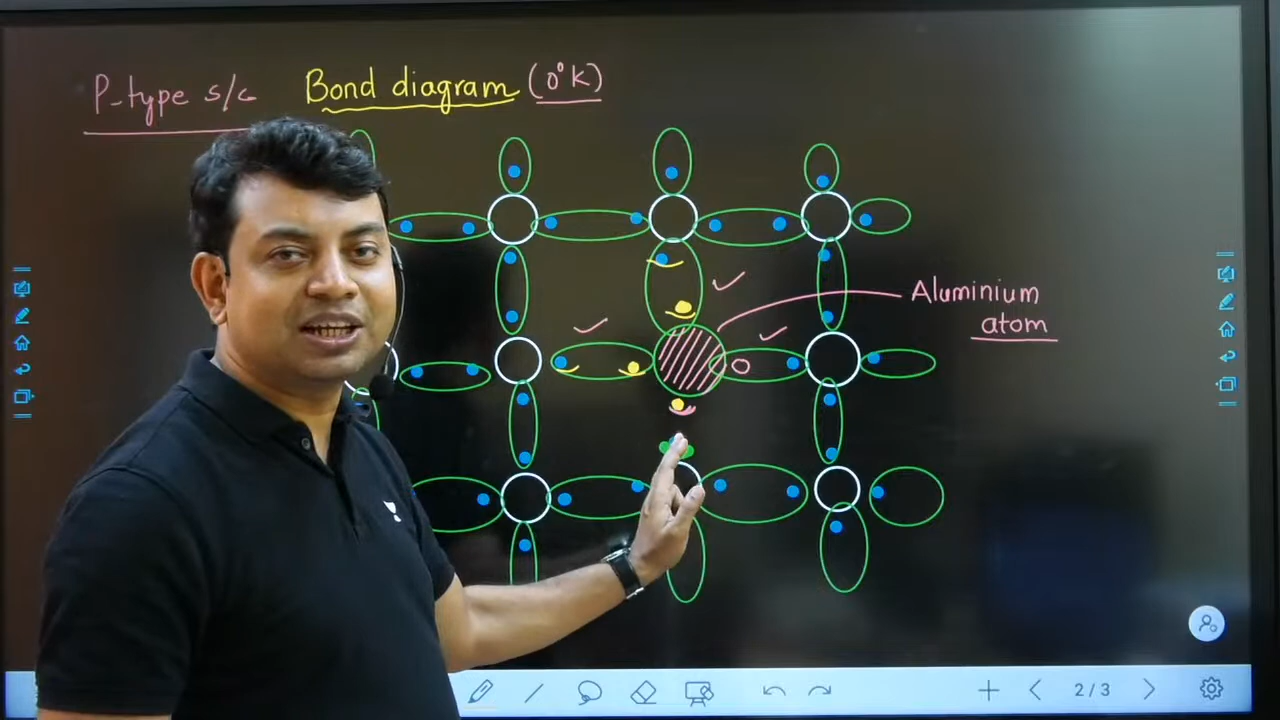 P-type s/c Bond diagram (0°K)
Aluminium
atom
2/3